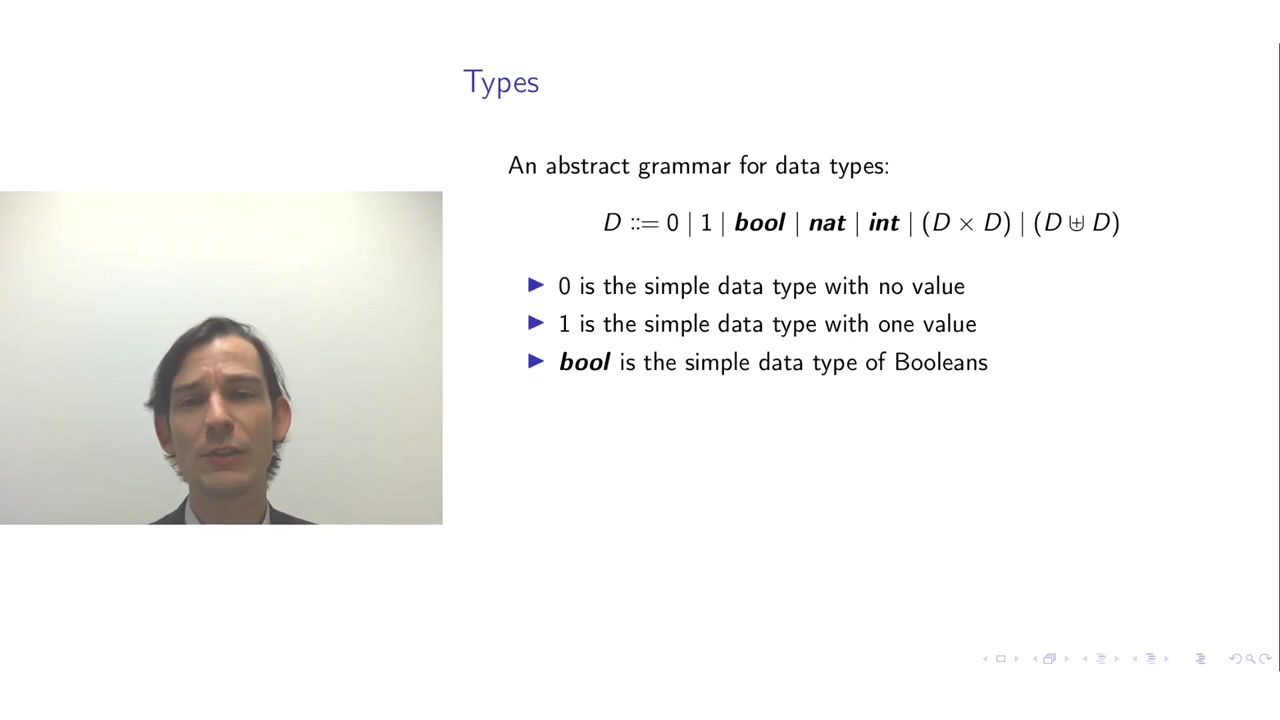 Types
An abstract grammar for data types:
D ::= 0 | 1 | bool | nat | int | (D × D) | (D ⊎ D)
▶ 0 is the simple data type with no value
▶ 1 is the simple data type with one value
▶ bool is the simple data type of Booleans